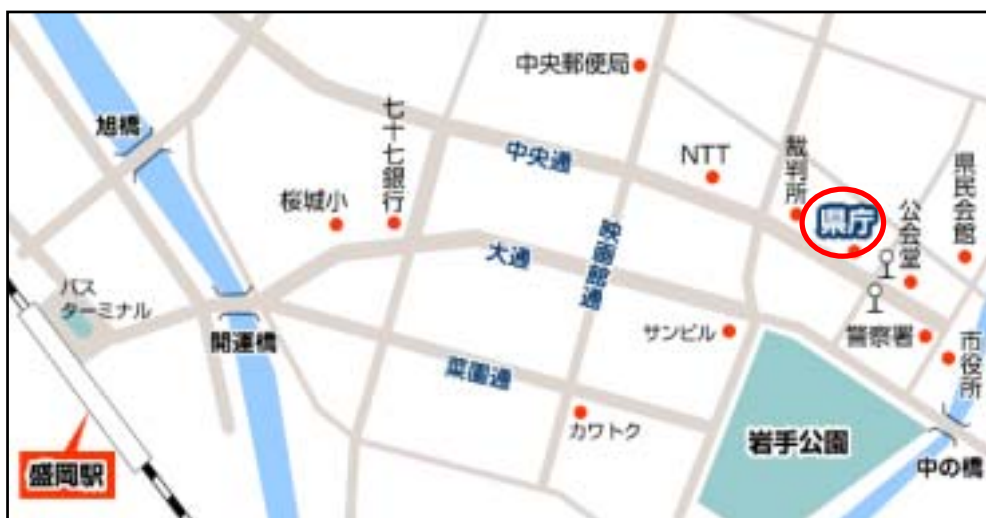 中央郵便局
旭橋
七十七銀行
中央通
NTT
裁判所
県民会館
桜城小
県庁
公会堂
映画館通
大通
バス
ターミナル
サンビル
警察署
開運橋
市役所
菜園通
カワトク
岩手公園
盛岡駅
中の橋